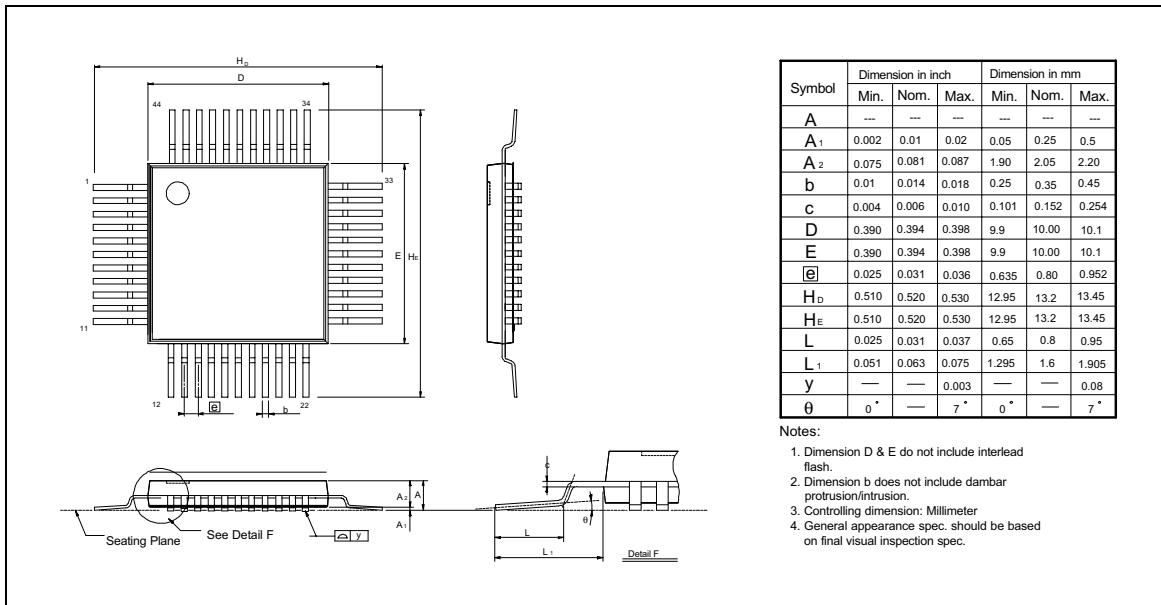 H D
D
44 34
1 33
E H E
11
12 e b 22
A 2 A
A 1
Seating Plane
See Detail F
y
c
θ
L
L 1
Detail F
Symbol Dimension in inch Dimension in mm
Min. Nom. Max. Min. Nom. Max.
A --- --- --- --- --- ---
A 1 0.002 0.01 0.02 0.05 0.25 0.5
A 2 0.075 0.081 0.087 1.90 2.05 2.20
b 0.01 0.014 0.018 0.25 0.35 0.45
c 0.004 0.006 0.010 0.101 0.152 0.254
D 0.390 0.394 0.398 9.9 10.00 10.1
E 0.390 0.394 0.398 9.9 10.00 10.1
e 0.025 0.031 0.036 0.635 0.80 0.952
H D 0.510 0.520 0.530 12.95 13.2 13.45
H E 0.510 0.520 0.530 12.95 13.2 13.45
L 0.025 0.031 0.037 0.65 0.8 0.95
L 1 0.051 0.063 0.075 1.295 1.6 1.905
y — — 0.003 — — 0.08
θ 0° — 7° 0° — 7°
Notes:
1. Dimension D & E do not include interlead
flash.
2. Dimension b does not include dambar
protrusion/intrusion.
3. Controlling dimension: Millimeter
4. General appearance spec. should be based
on final visual inspection spec.